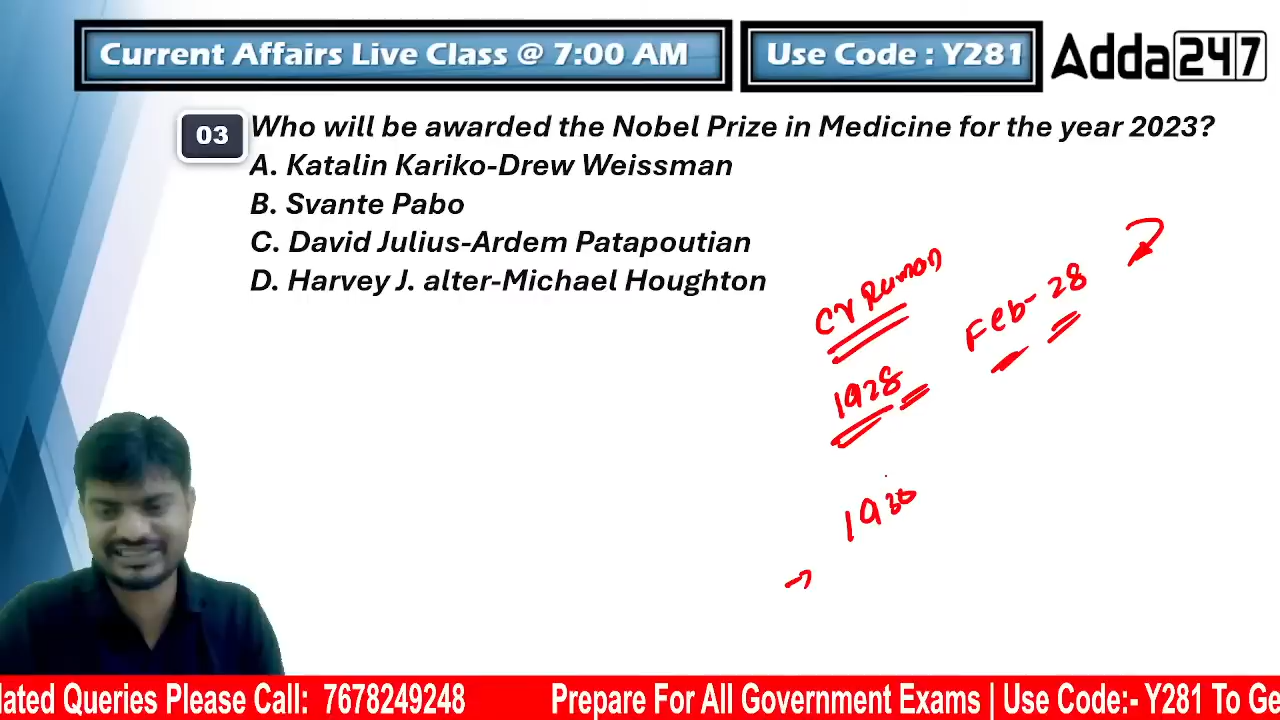 Current Affairs Live Class @ 7:00 AM
Use Code : Y281
Adda247
03
Who will be awarded the Nobel Prize in Medicine for the year 2023?
A. Katalin Kariko-Drew Weissman
B. Svante Pabo
C. David Julius-Ardem Patapoutian
D. Harvey J. alter-Michael Houghton
CV Raman
Feb-28
1928
1930
lated Queries Please Call: 7678249248
Prepare For All Government Exams | Use Code:- Y281 To Ge